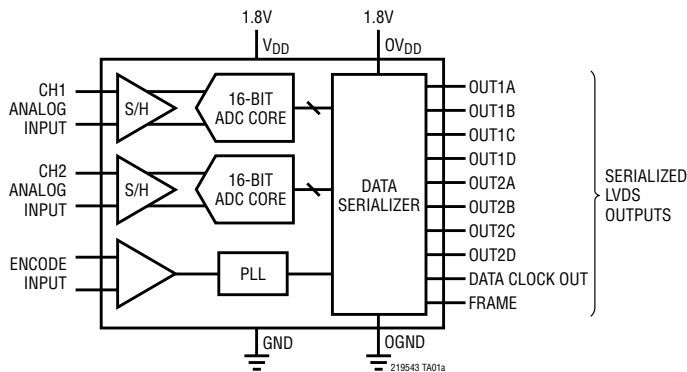 1.8V
1.8V
VDD
OVDD
CH1
ANALOG
INPUT
S/H
16-BIT
ADC CORE
CH2
ANALOG
INPUT
S/H
16-BIT
ADC CORE
ENCODE
INPUT
PLL
DATA
SERIALIZER
OUT1A
OUT1B
OUT1C
OUT1D
OUT2A
OUT2B
OUT2C
OUT2D
DATA CLOCK OUT
FRAME
SERIALIZED
LVDS
OUTPUTS
GND
OGND
219543 TA01a